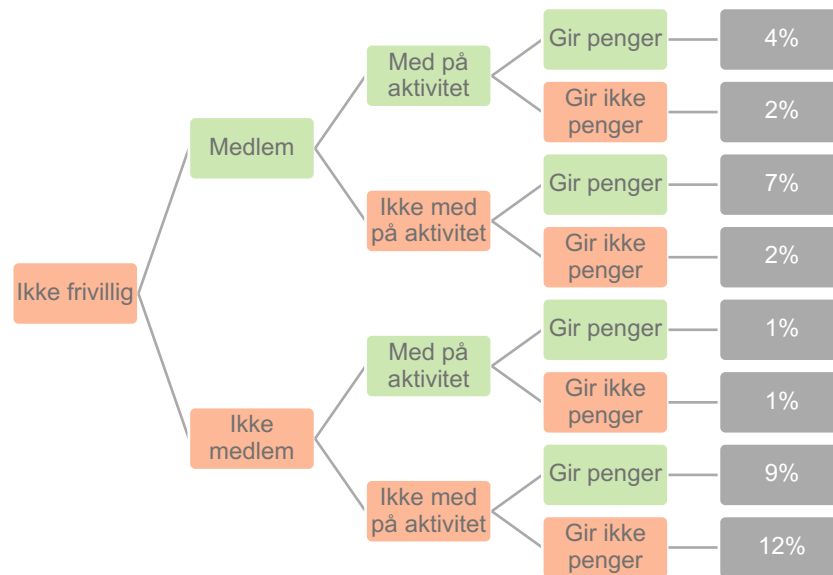 Gir penger
4%
Med på
aktivitet
Gir ikke
penger
2%
Medlem
Gir penger
7%
Ikke med
på aktivitet
Gir ikke
penger
2%
Ikke frivillig
Gir penger
1%
Med på
aktivitet
Gir ikke
penger
1%
Ikke
medlem
Gir penger
9%
Ikke med
på aktivitet
Gir ikke
penger
12%